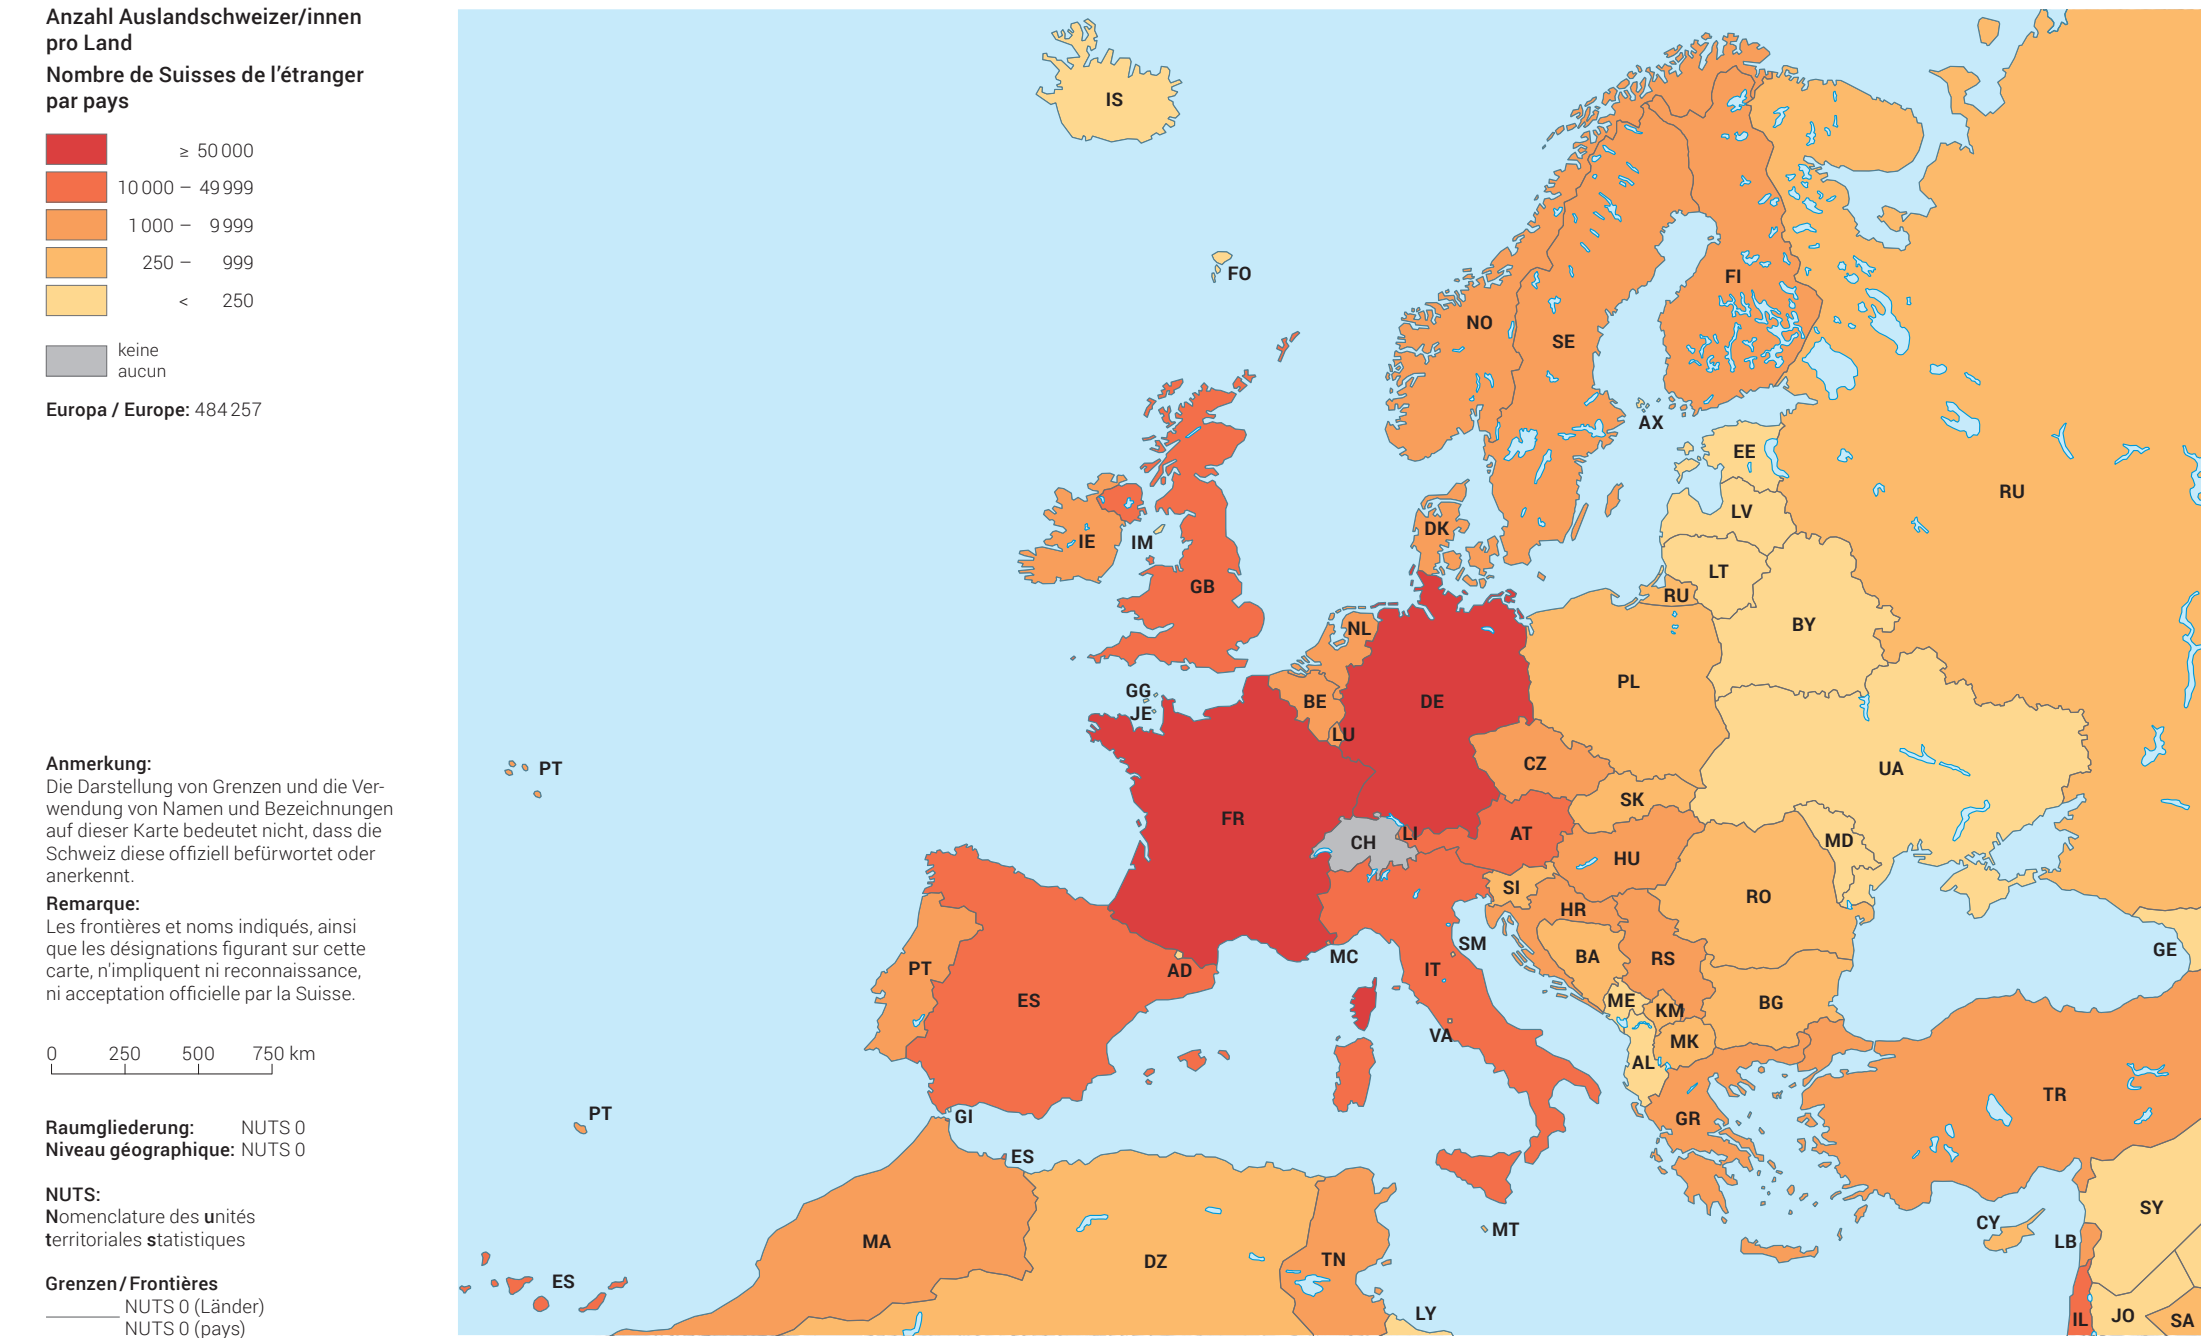 Anzahl Auslandschweizer/innen
pro Land
Nombre de Suisses de l'étranger
par pays
≥ 50 000
10 000 – 49 999
1 000 – 9 999
250 – 999
< 250
keine
aucun
Europa / Europe: 484 257
Anmerkung:
Die Darstellung von Grenzen und die Ver-
wendung von Namen und Bezeichnungen
auf dieser Karte bedeutet nicht, dass die
Schweiz diese offiziell befürwortet oder
anerkennt.
Remarque:
Les frontières et noms indiqués, ainsi
que les désignations figurant sur cette
carte, n'impliquent ni reconnaissance,
ni acceptation officielle par la Suisse.
0 250 500 750 km
Raumgliederung: NUTS 0
Niveau géographique: NUTS 0
NUTS:
Nomenclature des unités
territoriales statistiques
Grenzen / Frontières
NUTS 0 (Länder)
NUTS 0 (pays)
IS
FO
NO
SE
FI
AX
EE
RU
LV
DK
IE
IM
LT
GB
RU
BY
NL
PL
GG
BE
DE
JE
LU
PT
CZ
UA
SK
FR
CH
LI
AT
MD
HU
SI
RO
HR
SM
GE
MC
BA
RS
PT
AD
IT
ES
ME
KM
BG
VA
MK
AL
TR
PT
GI
GR
ES
SY
CY
MT
MA
LB
DZ
TN
ES
LY
IL
JO
SA